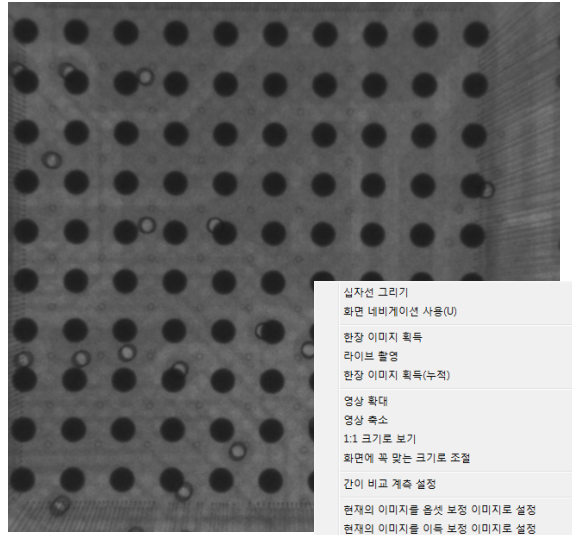 십자선 그리기
화면 네비게이션 사용(U)
한장 이미지 획득
라이브 촬영
한장 이미지 획득(누적)
영상 확대
영상 축소
1:1 크기로 보기
화면에 꼭 맞는 크기로 조절
간이 비교 계측 설정
현재의 이미지를 옵셋 보정 이미지로 설정
현재의 이미지를 이득 보정 이미지로 설정